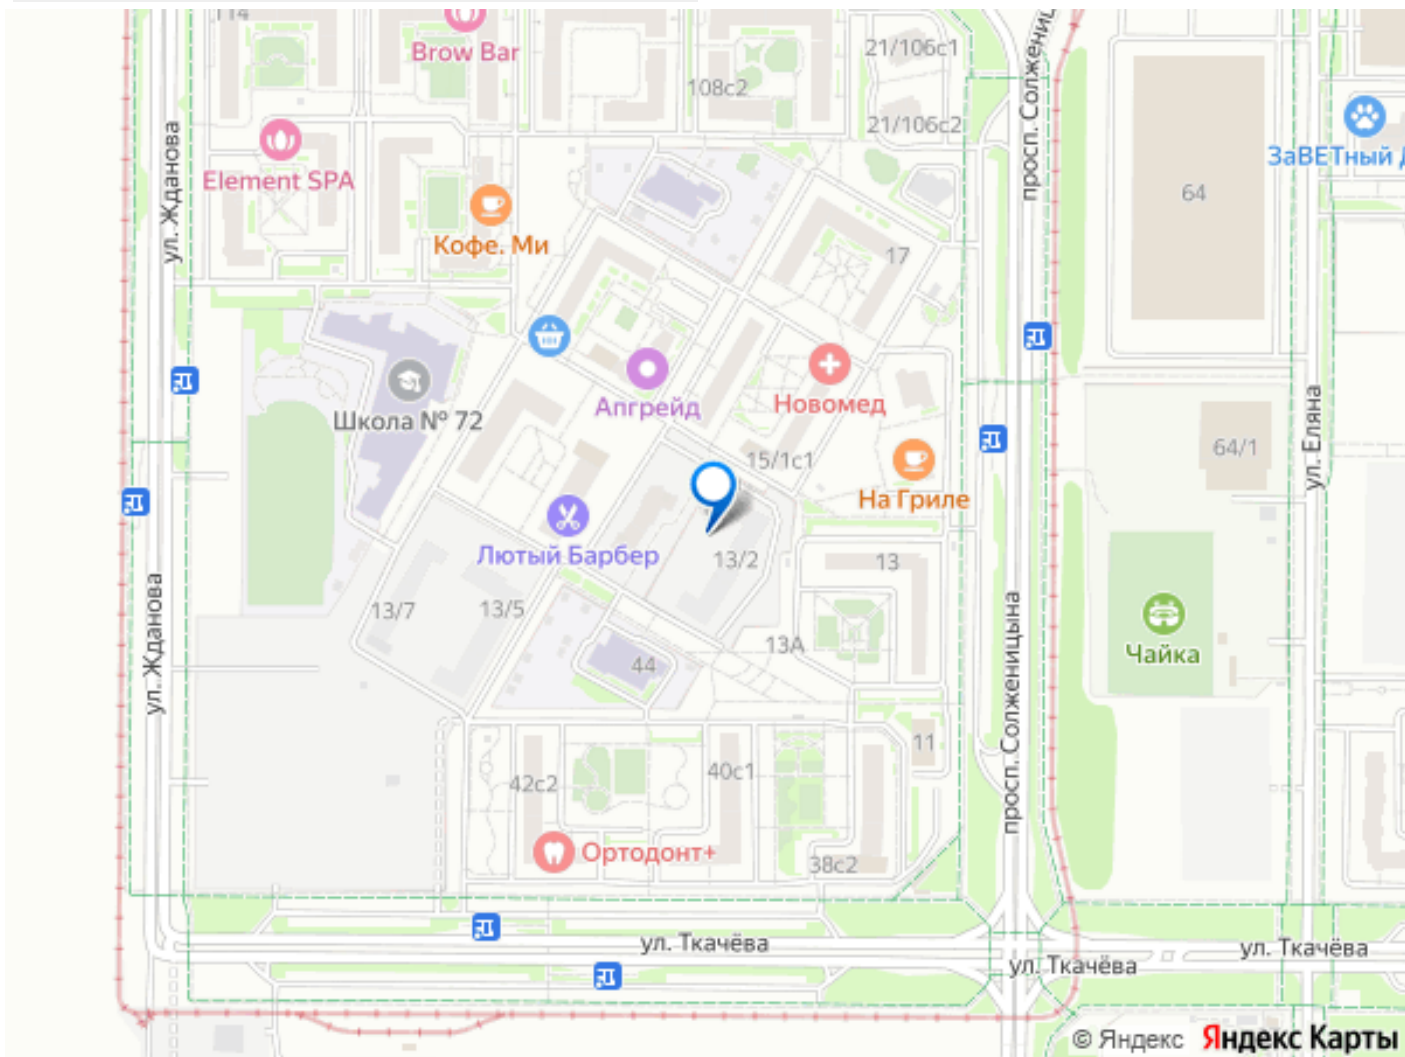 114
Brow Bar
21/106с1
108с2
21/106с2
просп. Солжениц
ул. Жданова
Element SPA
ЗаВЕТный Д
64
Кофе. Ми
17
Школа № 72
Апгрейд
Новомед
15/1с1
На Гриле
64/1
ул. Еляна
Лютый Барбер
13/2
13
13/7
13/5
13А
44
Чайка
ул. Жданова
просп. Солженицына
11
42с2
40с1
Ортодонт+
38с2
ул. Ткачёва
ул. Ткачёва
ул. Ткачёва
© Яндекс Яндекс Карты